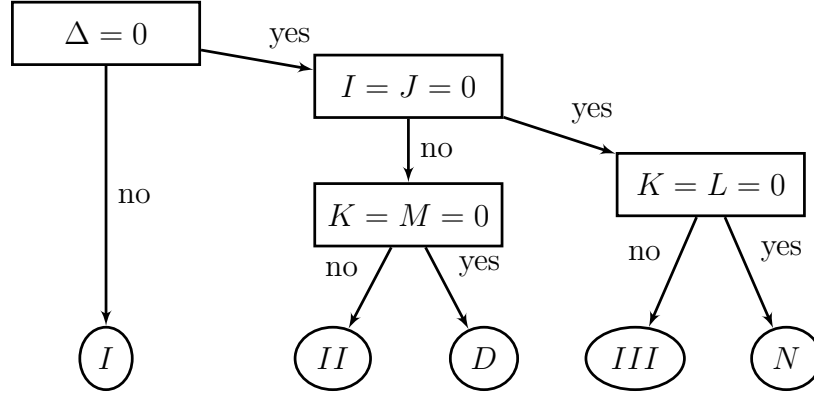 Δ = 0
yes
I = J = 0
yes
no
no
K = L = 0
K = M = 0
no
yes
no
yes
I
II
D
III
N